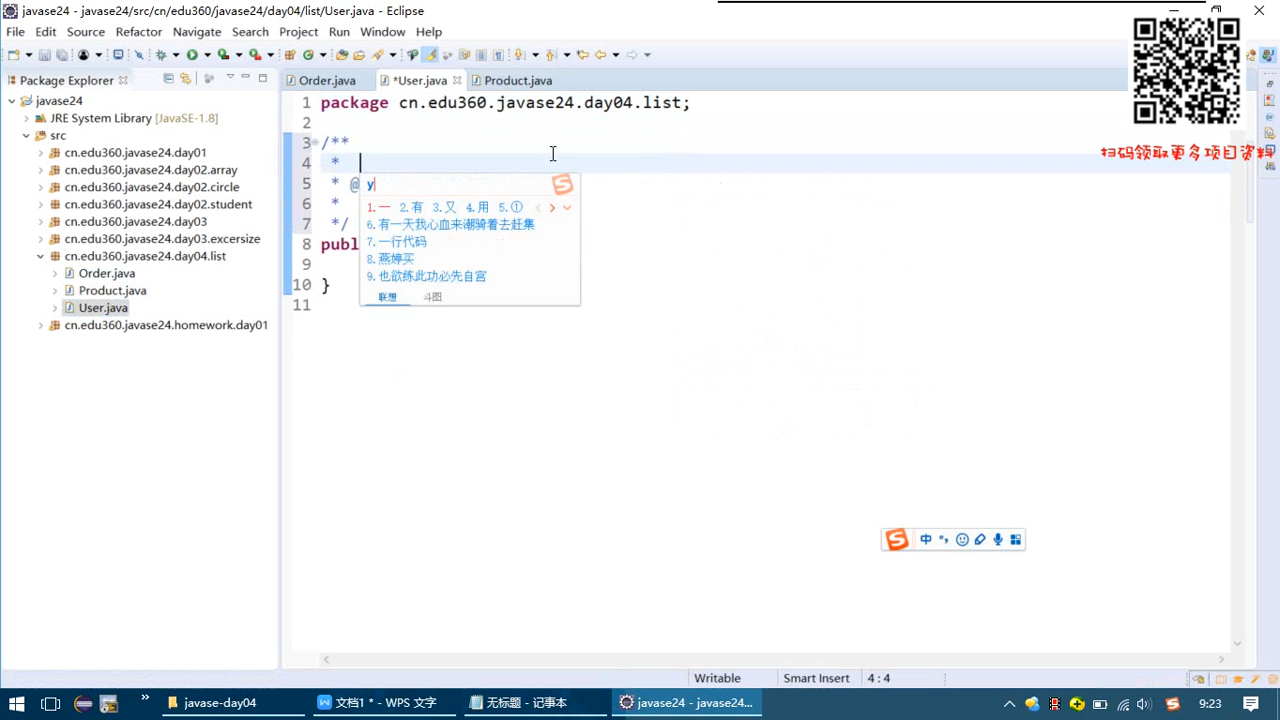 javase24 - javase24/src/cn/edu360/javase24/day04/list/User.java - Eclipse
File Edit Source Refactor Navigate Search Project Run Window Help
Package Explorer
Order.java *User.java Product.java
javase24
JRE System Library [JavaSE-1.8]
src
cn.edu360.javase24.day01
cn.edu360.javase24.day02.array
cn.edu360.javase24.day02.circle
cn.edu360.javase24.day02.student
cn.edu360.javase24.day03
cn.edu360.javase24.day03.excersize
cn.edu360.javase24.day04.list
Order.java
Product.java
User.java
cn.edu360.javase24.homework.day01
1 package cn.edu360.javase24.day04.list;
2
3 /**
4 *
5 * @
6 *
7 */
8 publ
9
10 }
11
y
1.一 2.有 3.又 4.用 5.①
6.有一天我心血来潮骑着去赶集
7.一行代码
8.燕婷买
9.也欲练此功必先自宫
联想 斗图
扫码领取更多项目资料
中
Writable Smart Insert 4 : 4
javase-day04 文档1 * - WPS 文字 无标题 - 记事本 javase24 - javase24... 9:23